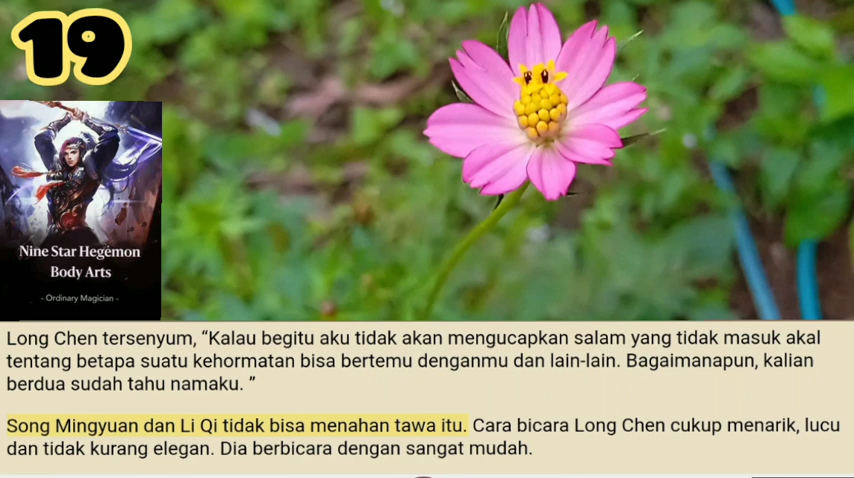 19
Nine Star Hegemon
Body Arts
- Ordinary Magician -
Long Chen tersenyum, “Kalau begitu aku tidak akan mengucapkan salam yang tidak masuk akal
tentang betapa suatu kehormatan bisa bertemu denganmu dan lain-lain. Bagaimanapun, kalian
berdua sudah tahu namaku. ”
Song Mingyuan dan Li Qi tidak bisa menahan tawa itu. Cara bicara Long Chen cukup menarik, lucu
dan tidak kurang elegan. Dia berbicara dengan sangat mudah.